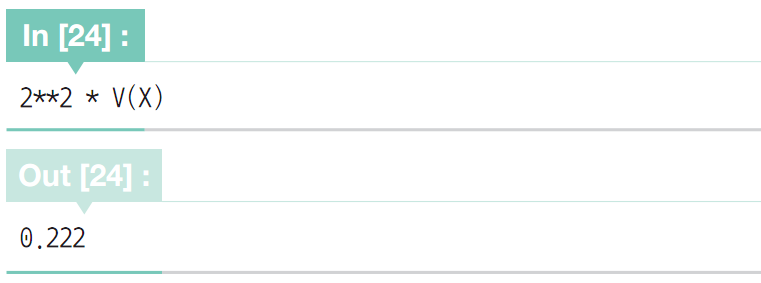 In [24] :
2**2 * V(X)
Out [24] :
0.222